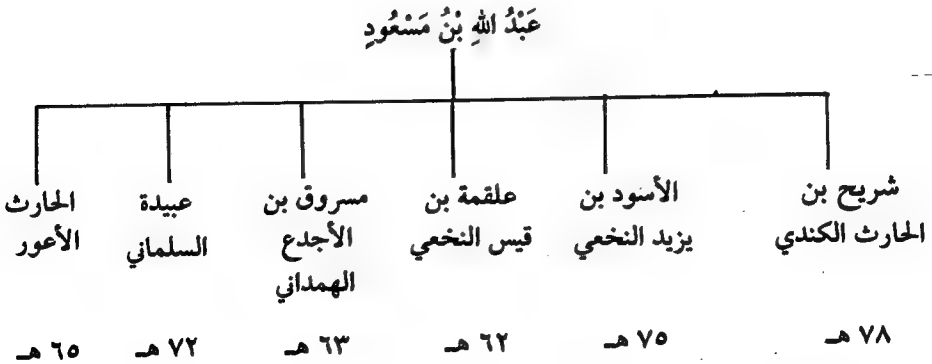 عَبْدُ اللهِ بْنُ مَسْعُودٍ
شريح بن
الحارث الكندي
٧٨ هـ
الأسود بن
يزيد النخعي
٧٥ هـ
علقمة بن
قيس النخعي
٦٢ هـ
مسروق بن
الأجدع
الهمداني
٦٣ هـ
عبيدة
السلماني
٧٢ هـ
الحارث
الأعور
٦٥ هـ